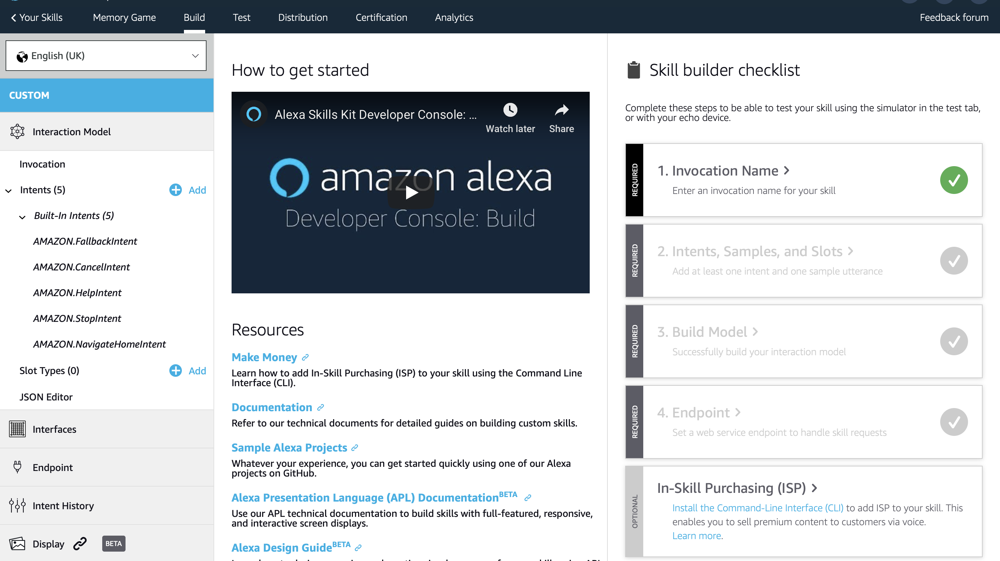 Your Skills
Memory Game
Build
Test
Distribution
Certification
Analytics
Feedback forum
English (UK)
CUSTOM
Interaction Model
Invocation
Intents (5)
Add
Built-In Intents (5)
AMAZON.FallbackIntent
AMAZON.CancelIntent
AMAZON.HelpIntent
AMAZON.StopIntent
AMAZON.NavigateHomeIntent
Slot Types (0)
Add
JSON Editor
Interfaces
Endpoint
Intent History
Display
BETA
How to get started
Alexa Skills Kit Developer Console: ...
Watch later
Share
amazon alexa
Developer Console: Build
Resources
Make Money
Learn how to add In-Skill Purchasing (ISP) to your skill using the Command Line
Interface (CLI).
Documentation
Refer to our technical documents for detailed guides on building custom skills.
Sample Alexa Projects
Whatever your experience, you can get started quickly using one of our Alexa
projects on GitHub.
Alexa Presentation Language (APL) Documentation BETA
Use our APL technical documentation to build skills with full-featured, responsive,
and interactive screen displays.
Alexa Design Guide BETA
Skill builder checklist
Complete these steps to be able to test your skill using the simulator in the test tab,
or with your echo device.
REQUIRED
1. Invocation Name
Enter an invocation name for your skill
REQUIRED
2. Intents, Samples, and Slots
Add at least one intent and one sample utterance
REQUIRED
3. Build Model
Successfully build your interaction model
REQUIRED
4. Endpoint
Set a web service endpoint to handle skill requests
OPTIONAL
In-Skill Purchasing (ISP)
Install the Command-Line Interface (CLI) to add ISP to your skill. This
enables you to sell premium content to customers via voice.
Learn more.